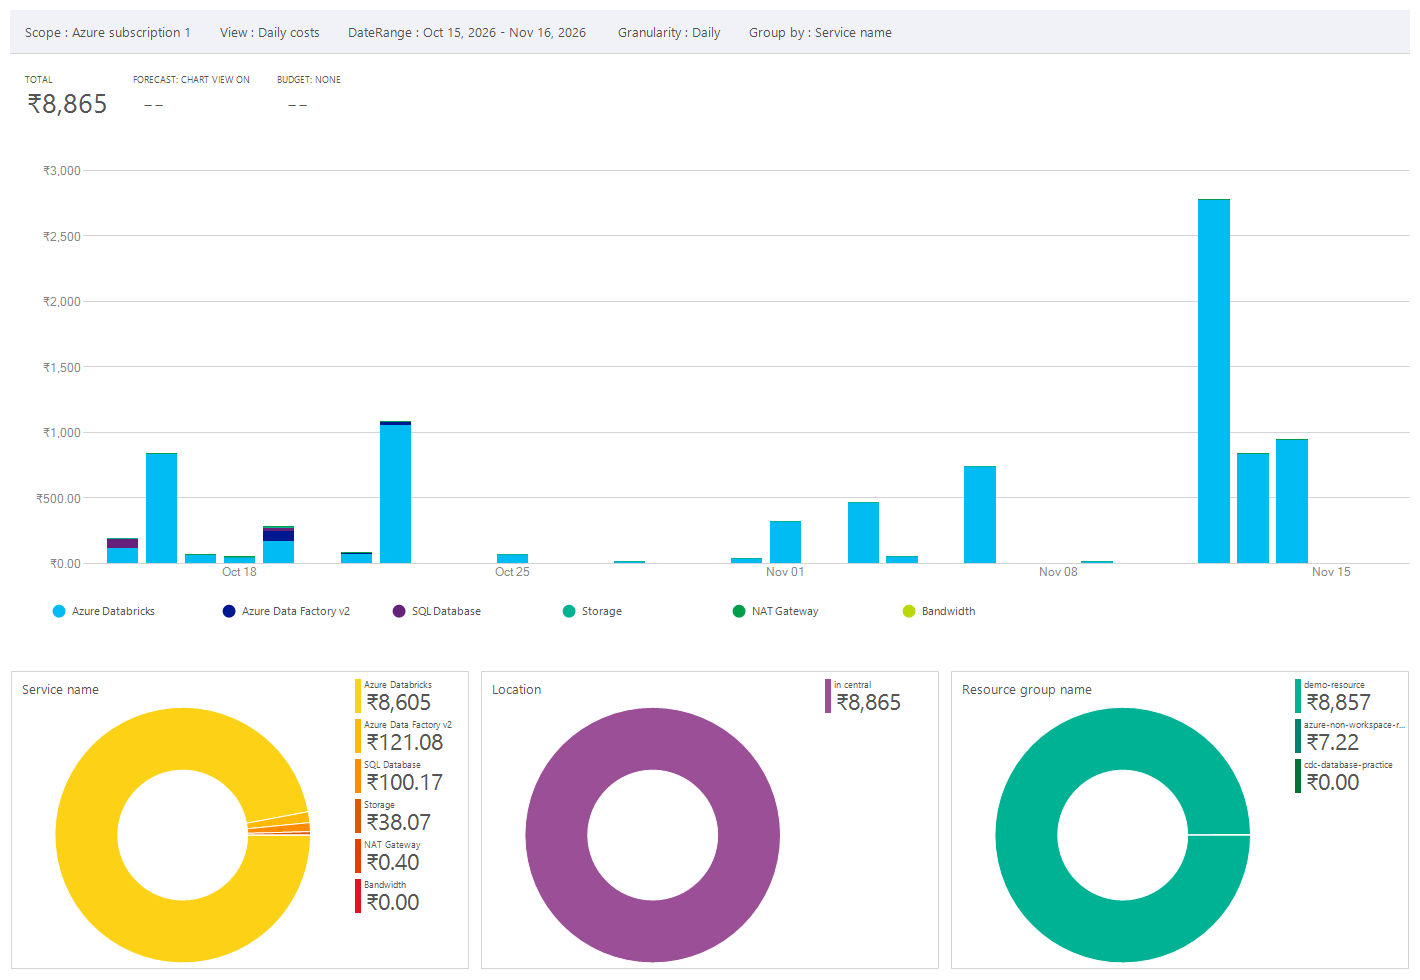 Scope : Azure subscription 1 View : Daily costs DateRange : Oct 15, 2026 - Nov 16, 2026 Granularity : Daily Group by : Service name
TOTAL FORECAST: CHART VIEW ON BUDGET: NONE
₹8,865 -- --
₹3,000
₹2,500
₹2,000
₹1,500
₹1,000
₹500.00
₹0.00
Oct 18 Oct 25 Nov 01 Nov 08 Nov 15
Azure Databricks Azure Data Factory v2 SQL Database Storage NAT Gateway Bandwidth
Service name
Azure Databricks
₹8,605
Azure Data Factory v2
₹121.08
SQL Database
₹100.17
Storage
₹38.07
NAT Gateway
₹0.40
Bandwidth
₹0.00
Location
in central
₹8,865
Resource group name
demo-resource
₹8,857
azure-non-workspace-r...
₹7.22
cdc-database-practice
₹0.00